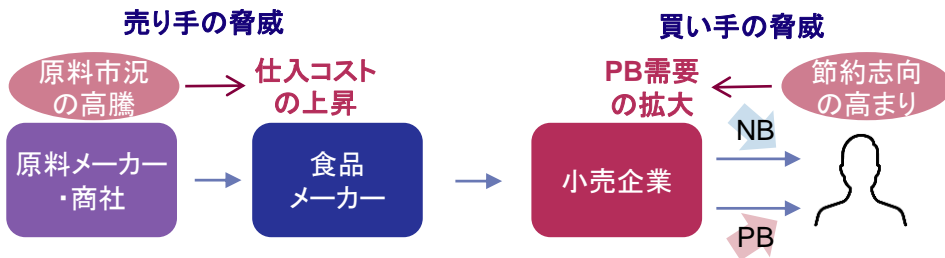 売り手の脅威
買い手の脅威
原料市況
の高騰
仕入コスト
の上昇
PB需要
の拡大
節約志向
の高まり
原料メーカー
・商社
食品
メーカー
小売企業
NB
PB